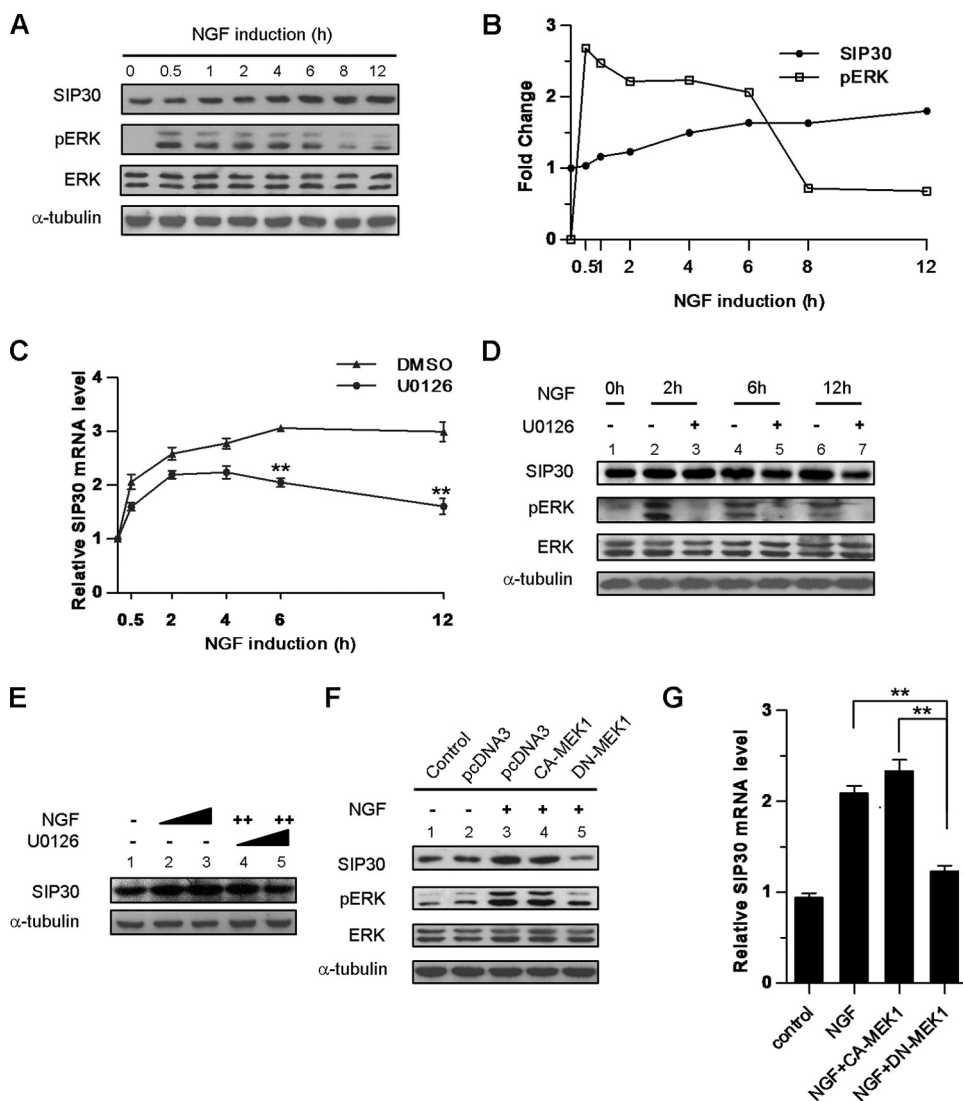 A
NGF induction (h)
0 0.5 1 2 4 6 8 12
SIP30
pERK
ERK
α-tubulin
B
SIP30
pERK
3
2
1
0
Fold Change
0.5 1 2 4 6 8 12
NGF induction (h)
C
DMSO
U0126
4
3
2
1
0
Relative SIP30 mRNA level
**
**
0.5 2 4 6 12
NGF induction (h)
D
NGF 0h 2h 6h 12h
U0126 - - + - + - +
1 2 3 4 5 6 7
SIP30
pERK
ERK
α-tubulin
E
NGF - ++ ++
U0126 - - -
1 2 3 4 5
SIP30
α-tubulin
F
Control pcDNA3 pcDNA3 CA-MEK1 DN-MEK1
NGF - - + + +
1 2 3 4 5
SIP30
pERK
ERK
α-tubulin
G
**
**
3
2
1
0
Relative SIP30 mRNA level
control
NGF
NGF+CA-MEK1
NGF+DN-MEK1